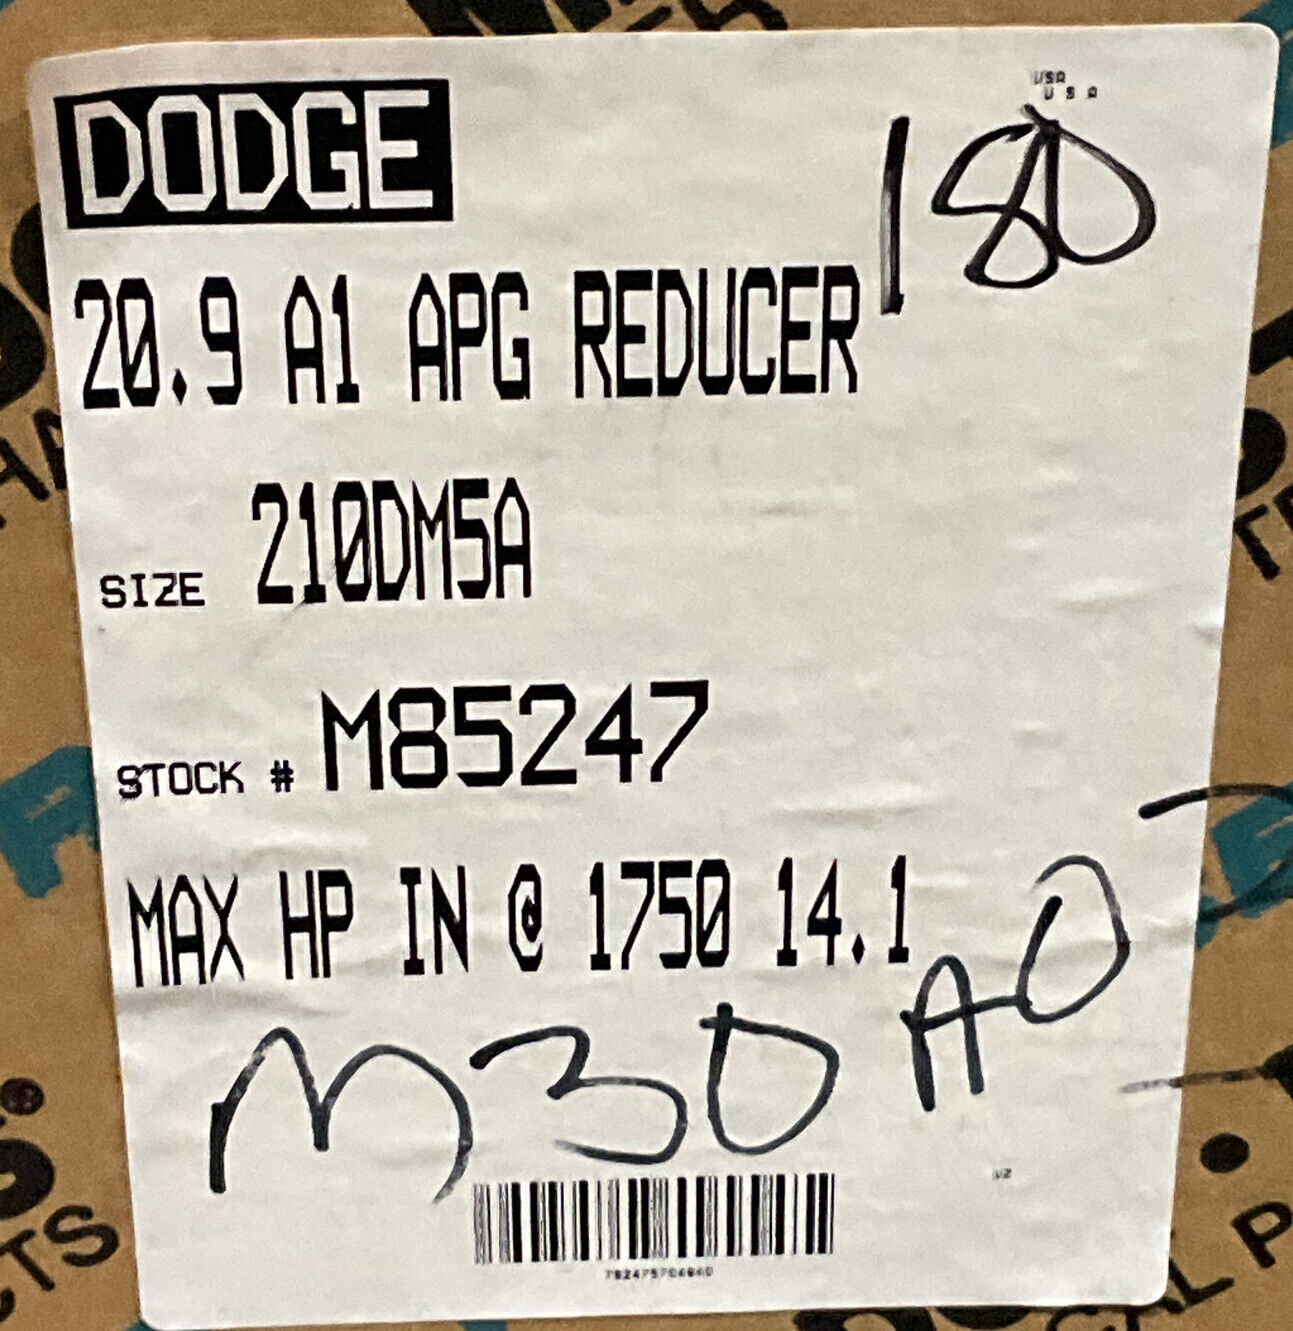 USA
U S A
DODGE
180
20.9 A1 APG REDUCER
SIZE 210DM5A
STOCK # M85247
MAX HP IN @ 1750 14.1
M30 A0